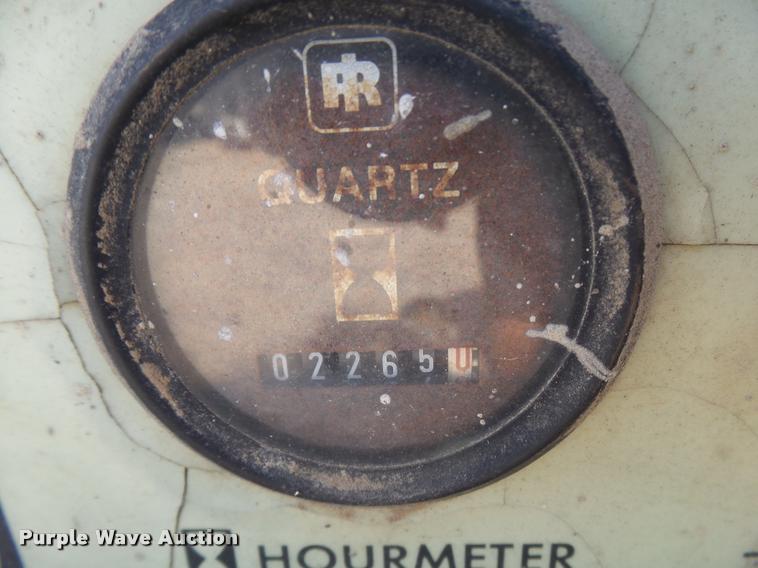 IR
QUARTZ
022650
HOURMETER
Purple Wave Auction